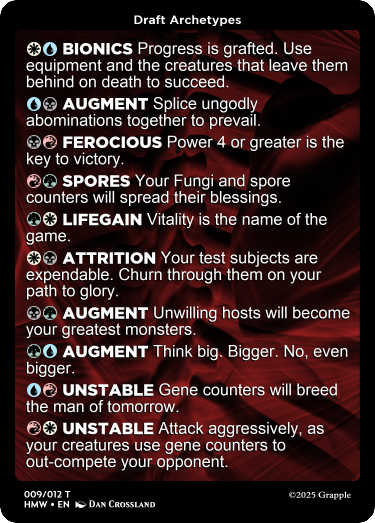 Draft Archetypes
BIONICS Progress is grafted. Use
equipment and the creatures that leave them
behind on death to succeed.
AUGMENT Splice ungodly
abominations together to prevail.
FEROCIOUS Power 4 or greater is the
key to victory.
SPORES Your Fungi and spore
counters will spread their blessings.
LIFEGAIN Vitality is the name of the
game.
ATTRITION Your test subjects are
expendable. Churn through them on your
path to glory.
AUGMENT Unwilling hosts will become
your greatest monsters.
AUGMENT Think big. Bigger. No, even
bigger.
UNSTABLE Gene counters will breed
the man of tomorrow.
UNSTABLE Attack aggressively, as
your creatures use gene counters to
out-compete your opponent.
009/012 T
HMW • EN Dan Crossland
©2025 Grapple